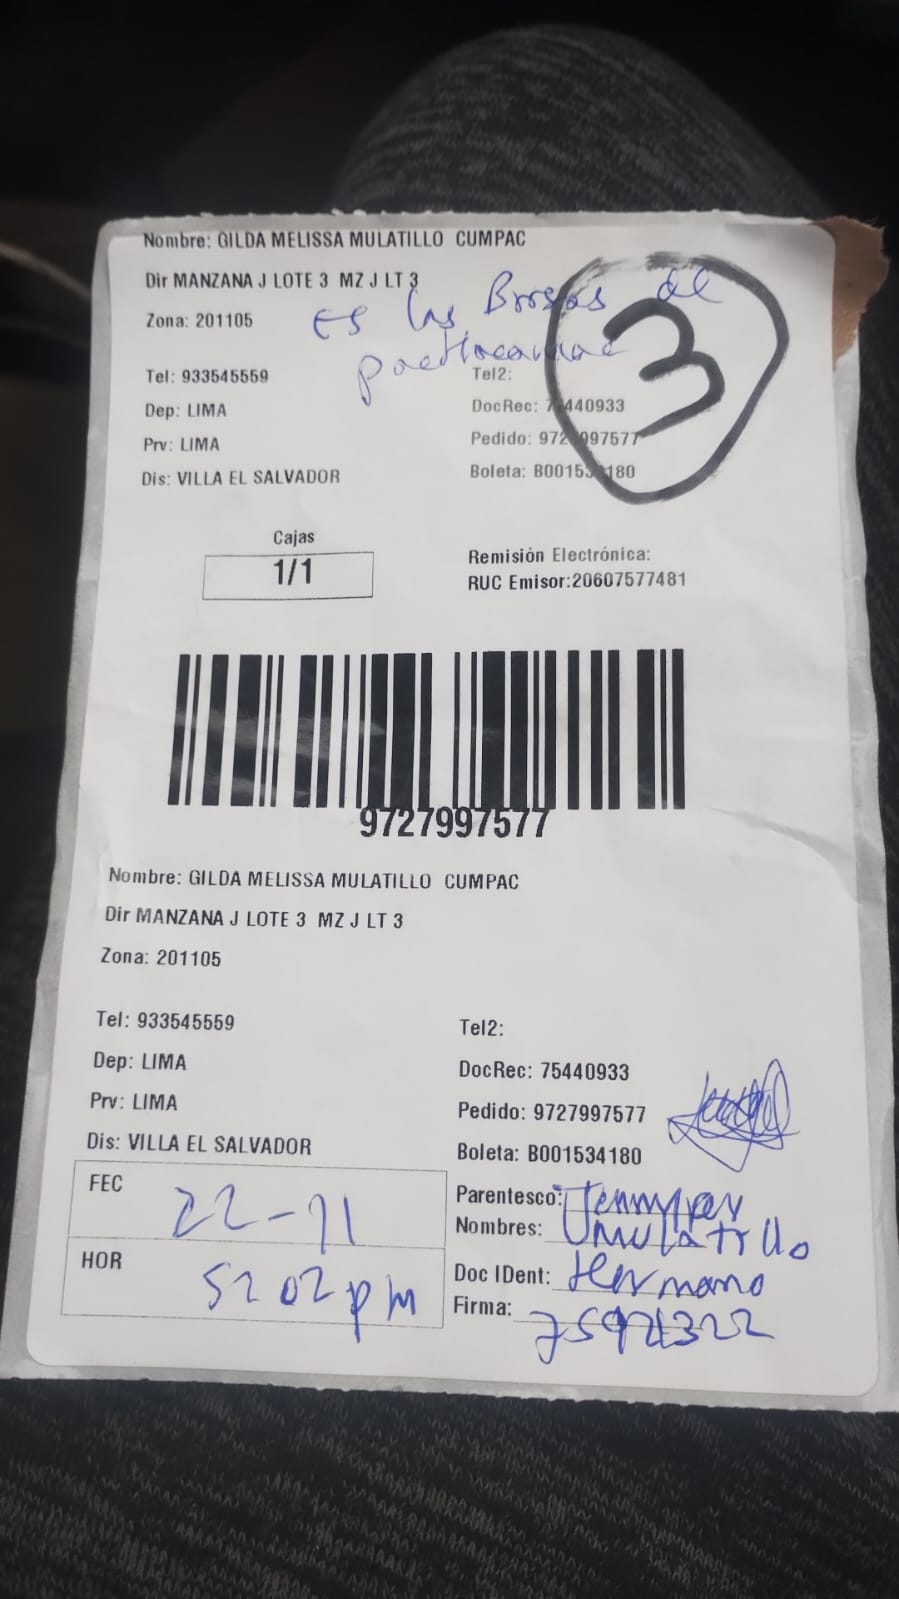 Nombre: GILDA MELISSA MULATILLO CUMPAC
Dir MANZANA J LOTE 3 MZ J LT 3
Es las Brisas de
Zona: 201105
3
Tel: 933545559
Tel2:
Dep: LIMA
DocRec: 75440933
Prv: LIMA
Pedido: 9727997577
Dis: VILLA EL SALVADOR
Boleta: B001534180
Cajas
1/1
Remisión Electrónica:
RUC Emisor:20607577481
9727997577
Nombre: GILDA MELISSA MULATILLO CUMPAC
Dir MANZANA J LOTE 3 MZ J LT 3
Zona: 201105
Tel: 933545559
Tel2:
Dep: LIMA
DocRec: 75440933
Prv: LIMA
Pedido: 9727997577
Dis: VILLA EL SALVADOR
Boleta: B001534180
FEC
22-11
Parentesco:
Nombres: Mulatillo
HOR
5:02 pm
Doc IDent: Hermano
Firma: